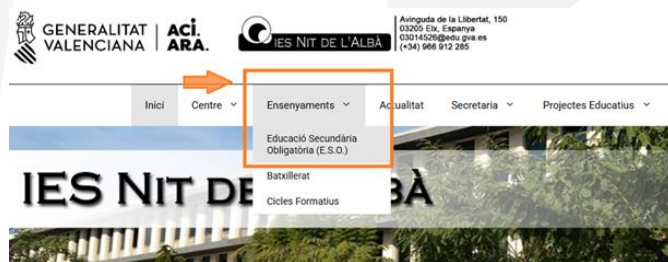 GENERALITAT
VALENCIANA
ACÍ.
ARA.
IES NIT DE L'ALBÀ
Avinguda de la Llibertat, 150
03205 Elx, Espanya
03014526@edu.gva.es
(+34) 966 912 285
Inici Centre Ensenyaments Actualitat Secretaria Projectes Educatius
Educació Secundària
Obligatòria (E.S.O.)
Batxillerat
Cicles Formatius
IES NIT DE BÀ